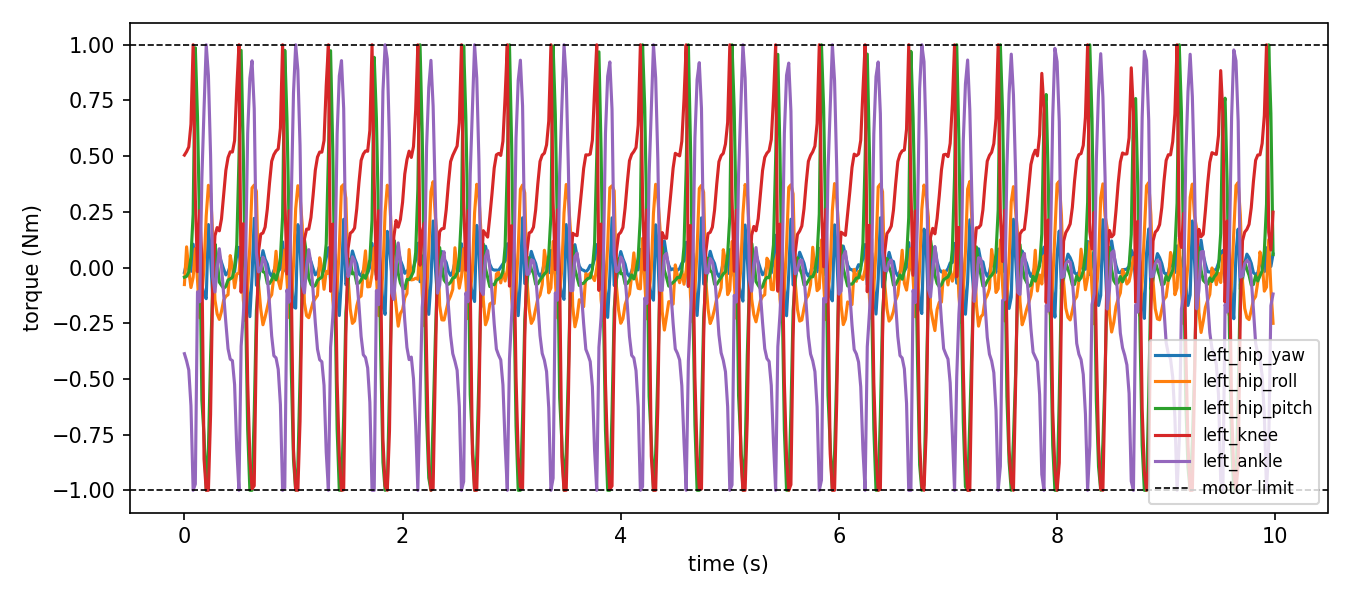 1.00
0.75
0.50
0.25
0.00
−0.25
−0.50
−0.75
−1.00
torque (Nm)
left_hip_yaw
left_hip_roll
left_hip_pitch
left_knee
left_ankle
motor limit
0 2 4 6 8 10
time (s)